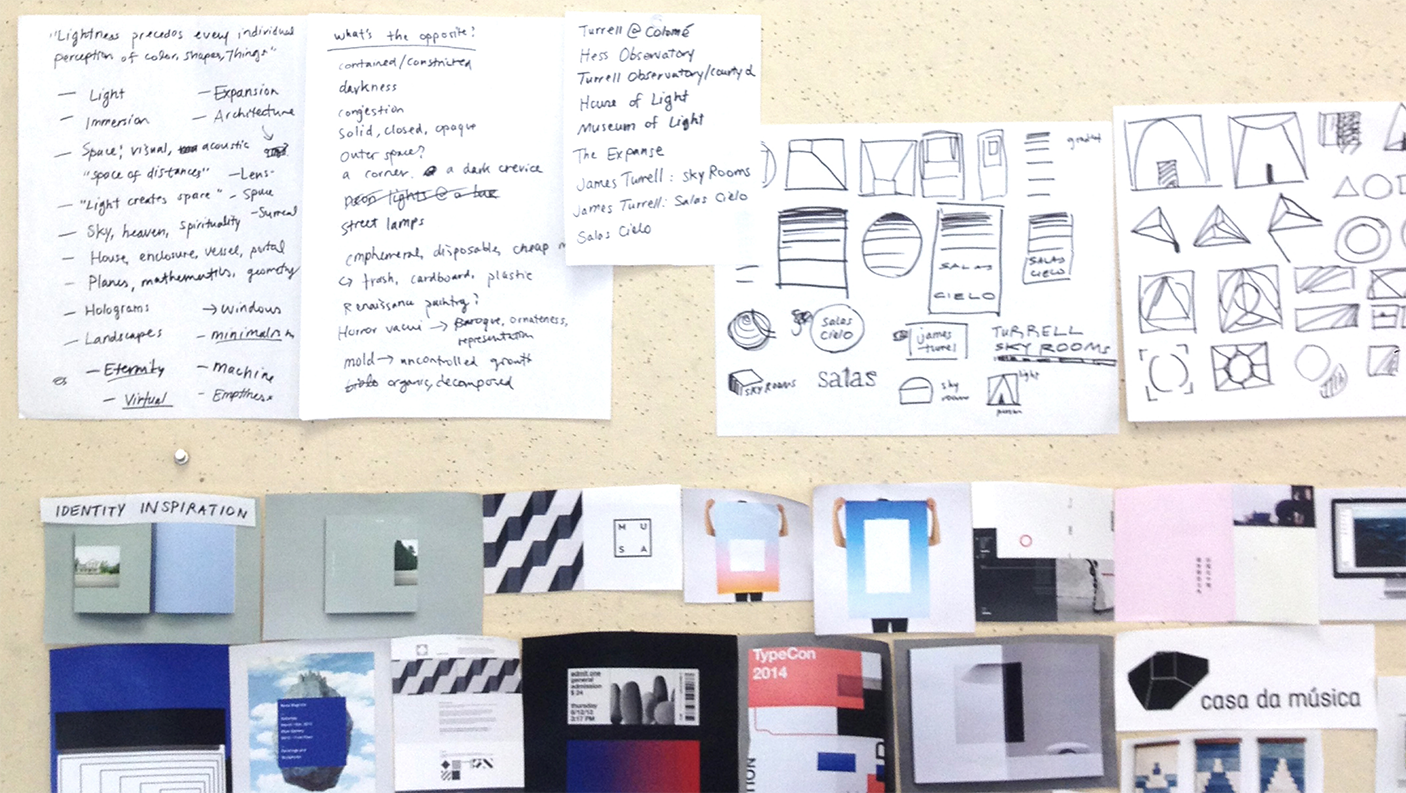 "Lightness precedes every individual
perception of color, shapes, things"
— Light
— Immersion
— Space: visual, acoustic
"space of distances"
— "Light creates space"
— Sky, heaven, spirituality
— House, enclosure, vessel, portal
— Planes, mathematics, geometry
— Holograms
— Landscapes
— Eternity
— Virtual
— Expansion
— Architecture
— Lens
— Space
— Surreal
→ windows
— minimalism
— Machine
— Emptiness
what's the opposite?
contained/constricted
darkness
congestion
solid, closed, opaque
outer space?
a corner. a dark crevice
neon lights @ a bar
street lamps
emphemeral, disposable, cheap
↳ trash, cardboard, plastic
Renaissance painting?
Horror vacui → Baroque, ornateness,
representation
mold → uncontrolled growth
organic, decomposed
Turrell @ Colomé
Hess Observatory
Turrell Observatory/courtyd
House of Light
Museum of Light
The Expanse
James Turrell: Sky Rooms
James Turrell: Salas Cielo
Salas Cielo
gradient
SALAS
CIELO
SALAS
CIELO
Salas
Cielo
james
turrel
TURRELL
SKY ROOMS
SKY ROOMS
salas
sky
room
light
person
IDENTITY INSPIRATION
M U
S A
admit one
general
admission
$ 24
thursday
6/12/12
3:17 PM
TypeCon
2014
casa da música